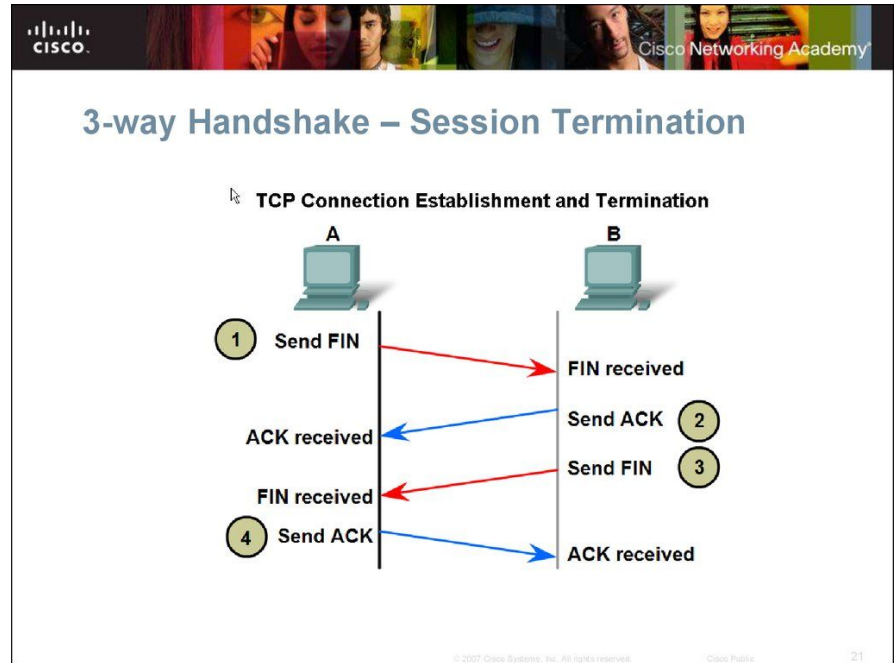 CISCO.
Cisco Networking Academy®
3-way Handshake – Session Termination
TCP Connection Establishment and Termination
A
B
1
Send FIN
FIN received
Send ACK
2
ACK received
Send FIN
3
FIN received
4
Send ACK
ACK received
© 2007 Cisco Systems, Inc. All rights reserved.
Cisco Public
21